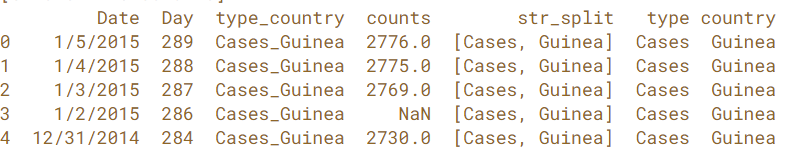 Date Day type_country counts str_split type country
0 1/5/2015 289 Cases_Guinea 2776.0 [Cases, Guinea] Cases Guinea
1 1/4/2015 288 Cases_Guinea 2775.0 [Cases, Guinea] Cases Guinea
2 1/3/2015 287 Cases_Guinea 2769.0 [Cases, Guinea] Cases Guinea
3 1/2/2015 286 Cases_Guinea NaN [Cases, Guinea] Cases Guinea
4 12/31/2014 284 Cases_Guinea 2730.0 [Cases, Guinea] Cases Guinea